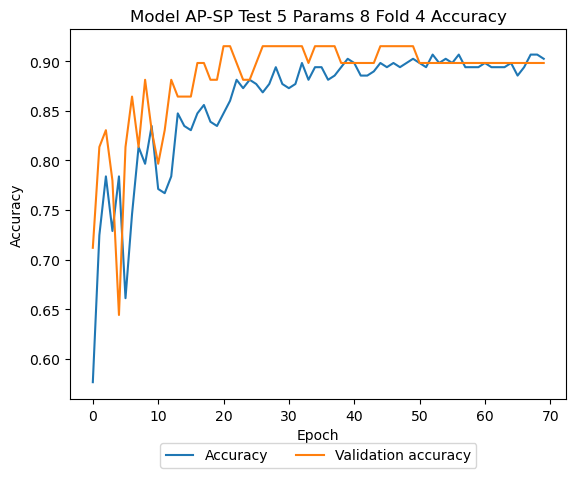 Model AP-SP Test 5 Params 8 Fold 4 Accuracy
0.90
0.85
0.80
0.75
0.70
0.65
0.60
Accuracy
0 10 20 30 40 50 60 70
Epoch
Accuracy Validation accuracy